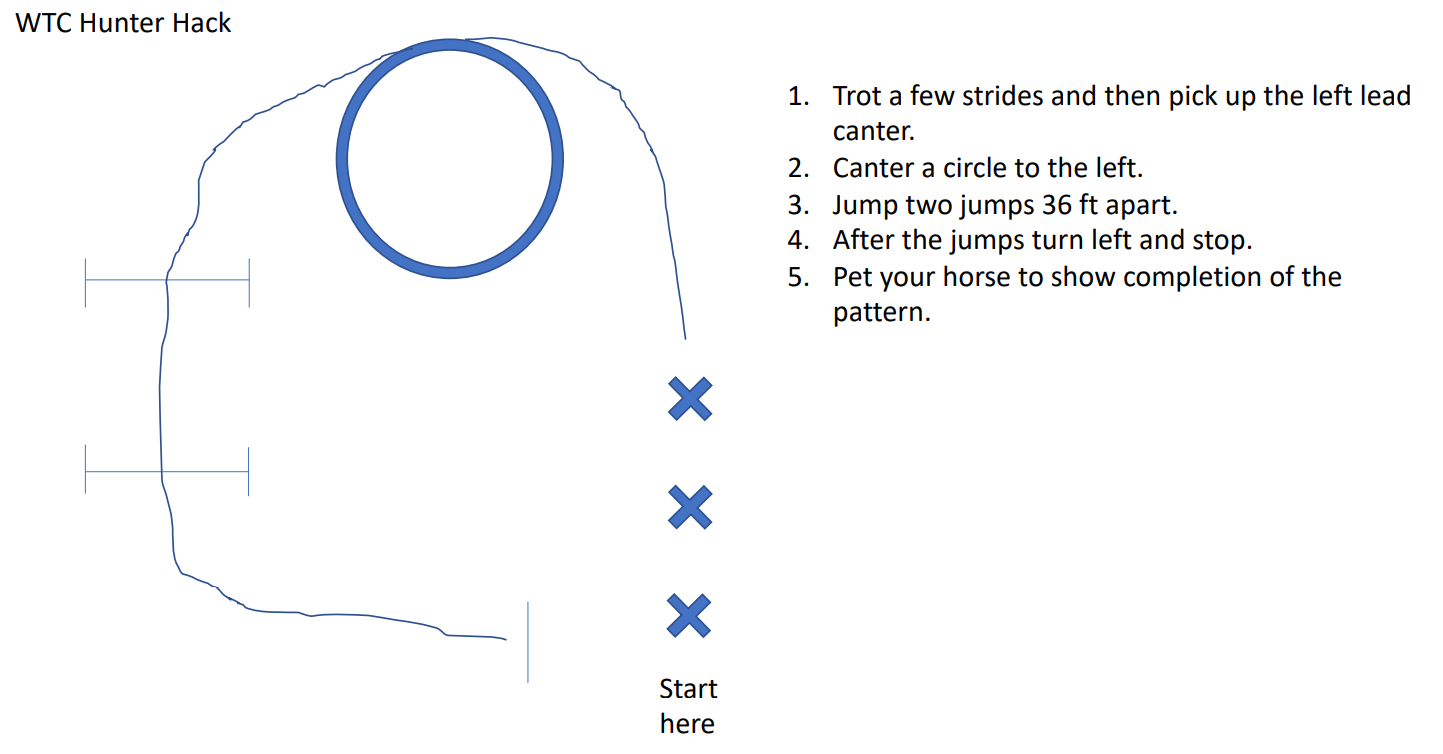 WTC Hunter Hack
1. Trot a few strides and then pick up the left lead
canter.
2. Canter a circle to the left.
3. Jump two jumps 36 ft apart.
4. After the jumps turn left and stop.
5. Pet your horse to show completion of the
pattern.
Start
here